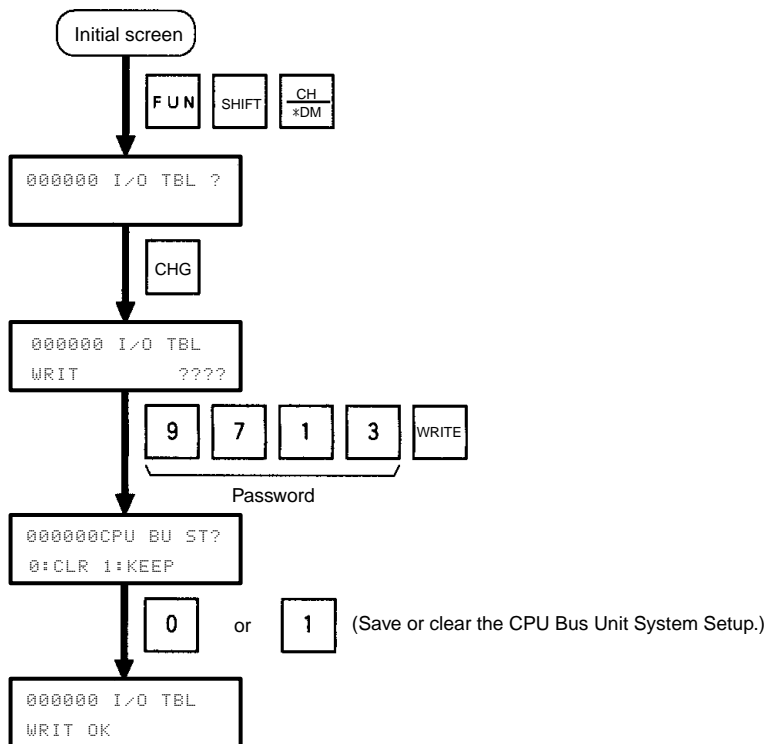 Initial screen
FUN SHIFT CH
*DM
000000 I/O TBL ?
CHG
000000 I/O TBL
WRIT ????
9 7 1 3 WRITE
Password
000000CPU BU ST?
0:CLR 1:KEEP
0 or 1 (Save or clear the CPU Bus Unit System Setup.)
000000 I/O TBL
WRIT OK